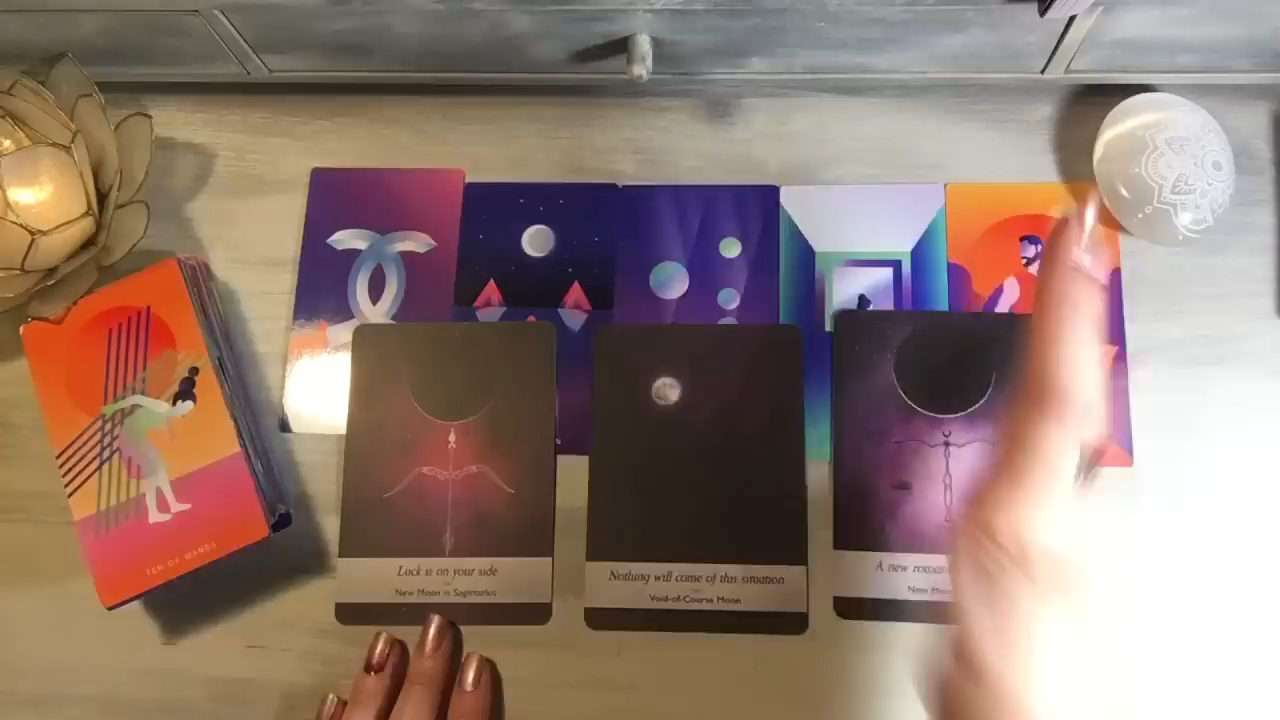 TEN OF WANDS
Luck is on your side
New Moon in Sagittarius
Nothing will come of this situation
Void-of-Course Moon
A new
New